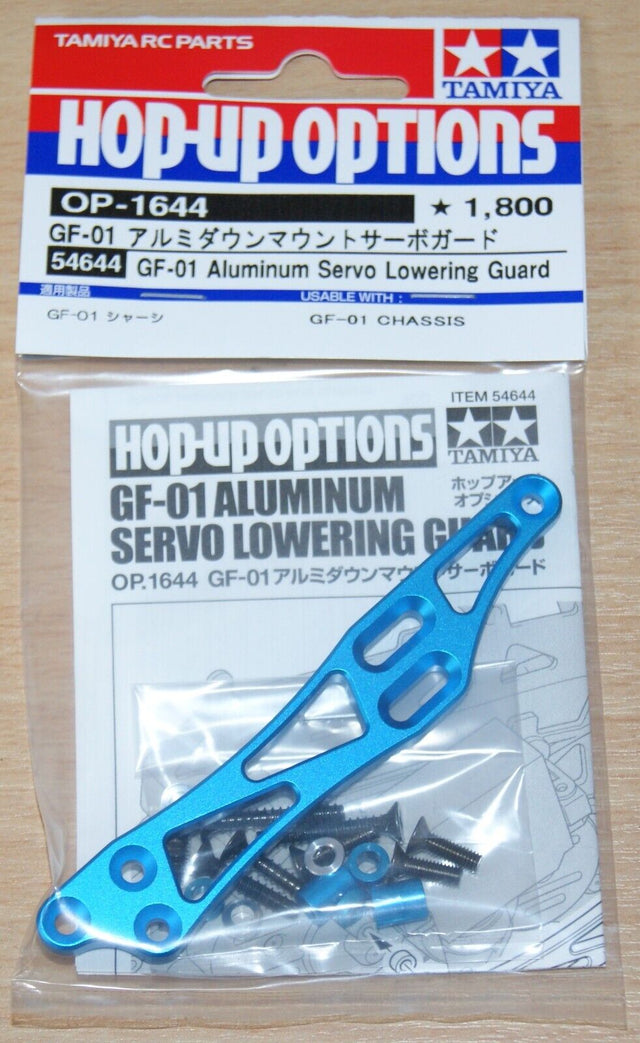 TAMIYA RC PARTS
TAMIYA
HOP-UP OPTIONS
OP-1644 ★ 1,800
GF-01 アルミダウンマウントサーボガード
54644 GF-01 Aluminum Servo Lowering Guard
適用製品 USABLE WITH :
GF-01 シャーシ GF-01 CHASSIS
ITEM 54644
HOP-UP OPTIONS
TAMIYA
GF-01 ALUMINUM
SERVO LOWERING
OP.1644 GF-01アルミダウンマウ サーボガード